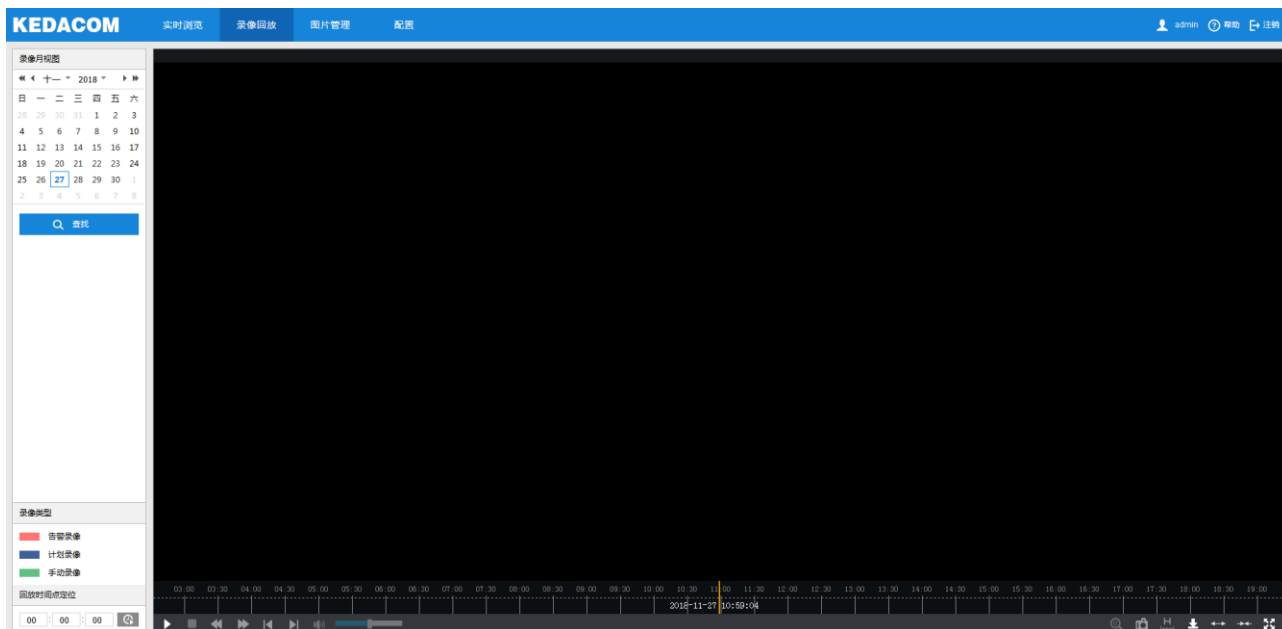 KEDACOM 实时浏览 录像回放 图片管理 配置 admin 帮助 注销
录像月视图
十一 2018
日 一 二 三 四 五 六
28 29 30 31 1 2 3
4 5 6 7 8 9 10
11 12 13 14 15 16 17
18 19 20 21 22 23 24
25 26 27 28 29 30 1
2 3 4 5 6 7 8
查找
录像类型
告警录像
计划录像
手动录像
回放时间点定位
00 : 00 : 00
03:00 03:30 04:00 04:30 05:00 05:30 06:00 06:30 07:00 07:30 08:00 08:30 09:00 09:30 10:00 10:30 11:00 11:30 12:00 12:30 13:00 13:30 14:00 14:30 15:00 15:30 16:00 16:30 17:00 17:30 18:00 18:30 19:00
2018-11-27 10:59:04
H